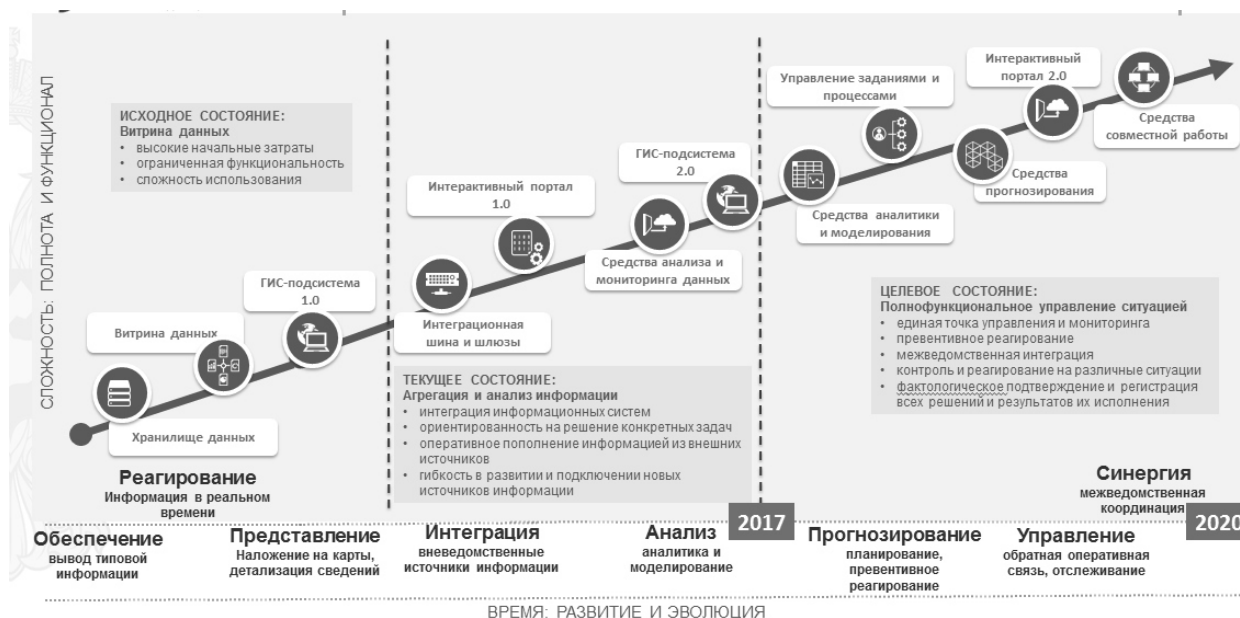 СЛОЖНОСТЬ: ПОЛНОТА И ФУНКЦИОНАЛ
ИСХОДНОЕ СОСТОЯНИЕ:
Витрина данных
• высокие начальные затраты
• ограниченная функциональность
• сложность использования
Хранилище данных
Витрина данных
ГИС-подсистема
1.0
Интеграционная
шина и шлюзы
Интерактивный портал
1.0
Средства анализа и
мониторинга данных
ГИС-подсистема
2.0
Средства аналитики
и моделирования
Управление заданиями и
процессами
Средства
прогнозирования
Интерактивный
портал 2.0
Средства
совместной работы
ТЕКУЩЕЕ СОСТОЯНИЕ:
Агрегация и анализ информации
• интеграция информационных систем
• ориентированность на решение конкретных задач
• оперативное пополнение информацией из внешних
источников
• гибкость в развитии и подключении новых
источников информации
ЦЕЛЕВОЕ СОСТОЯНИЕ:
Полнофункциональное управление ситуацией
• единая точка управления и мониторинга
• превентивное реагирование
• межведомственная интеграция
• контроль и реагирование на различные ситуации
• фактологическое подтверждение и регистрация
всех решений и результатов их исполнения
Реагирование
Информация в реальном
времени
Синергия
межведомственная
координация
2017
2020
Обеспечение
вывод типовой
информации
Представление
Наложение на карты,
детализация сведений
Интеграция
вневедомственные
источники информации
Анализ
аналитика и
моделирование
Прогнозирование
планирование,
превентивное
реагирование
Управление
обратная оперативная
связь, отслеживание
ВРЕМЯ: РАЗВИТИЕ И ЭВОЛЮЦИЯ